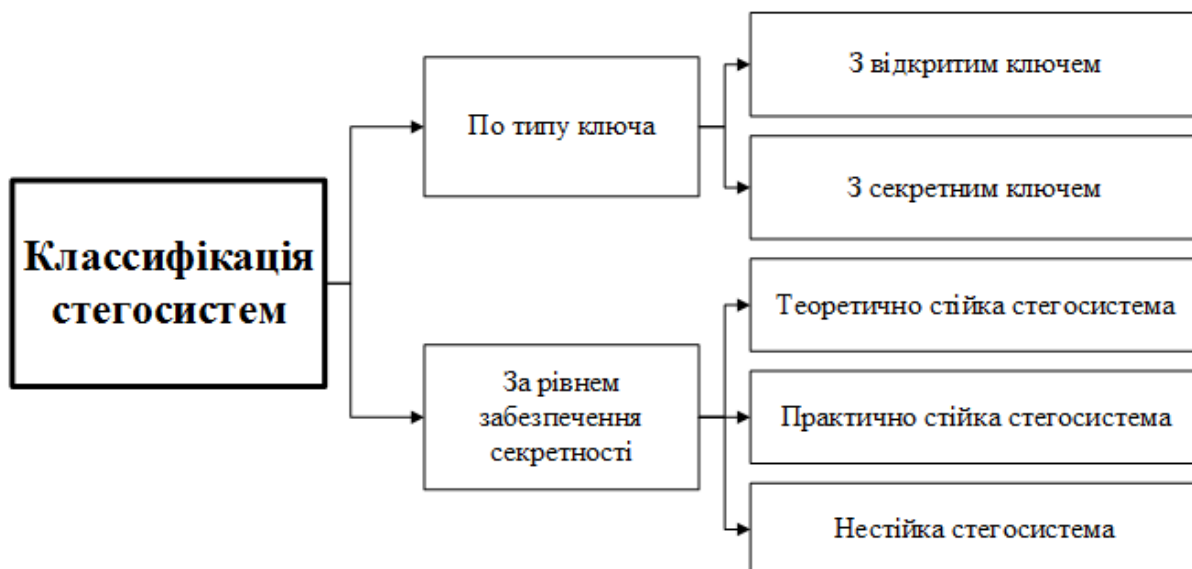 Классифікація
стегосистем
По типу ключа
З відкритим ключем
З секретним ключем
За рівнем
забезпечення
секретності
Теоретично стійка стегосистема
Практично стійка стегосистема
Нестійка стегосистема